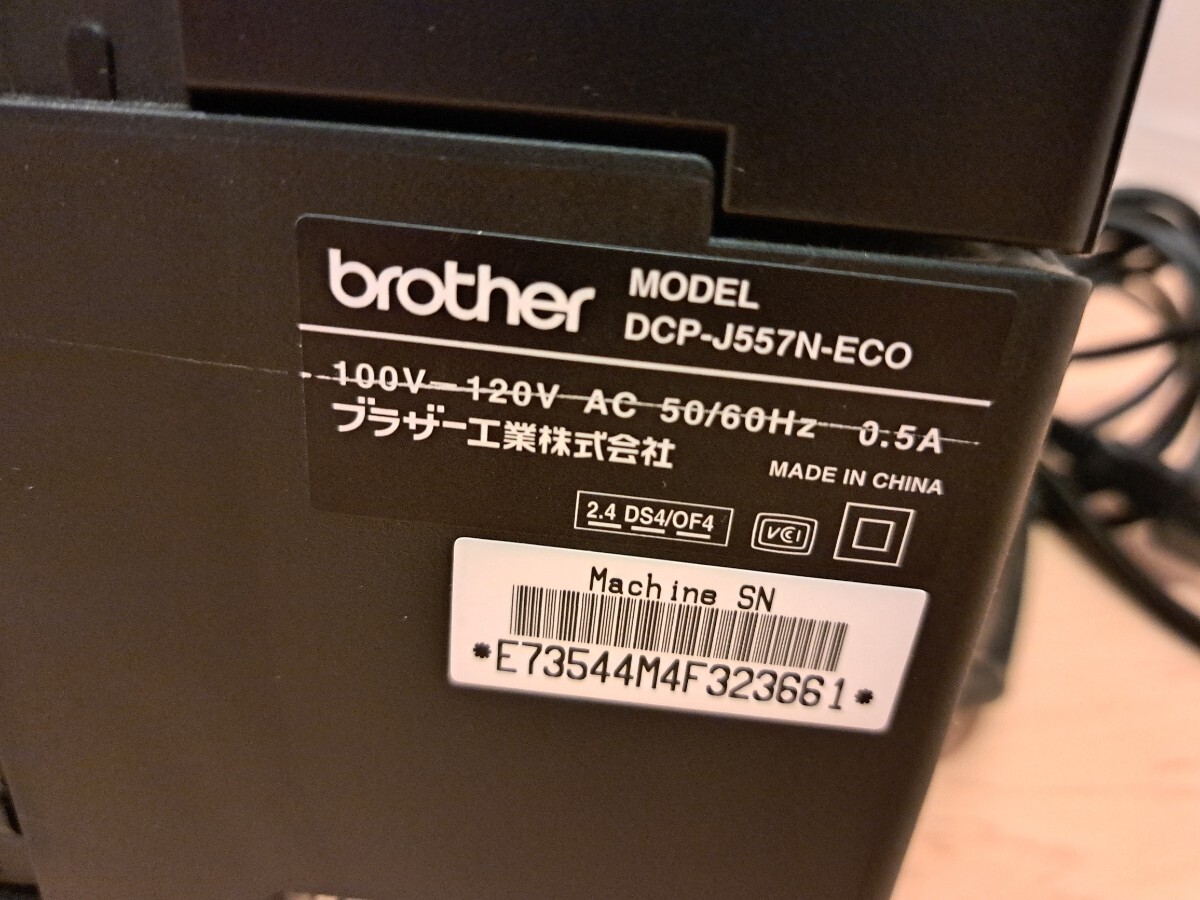 brother
MODEL
DCP-J557N-ECO
100V-120V AC 50/60Hz 0.5A
ブラザー工業株式会社
MADE IN CHINA
2.4 DS4/OF4
VCI
Machine SN
*E73544M4F323661*